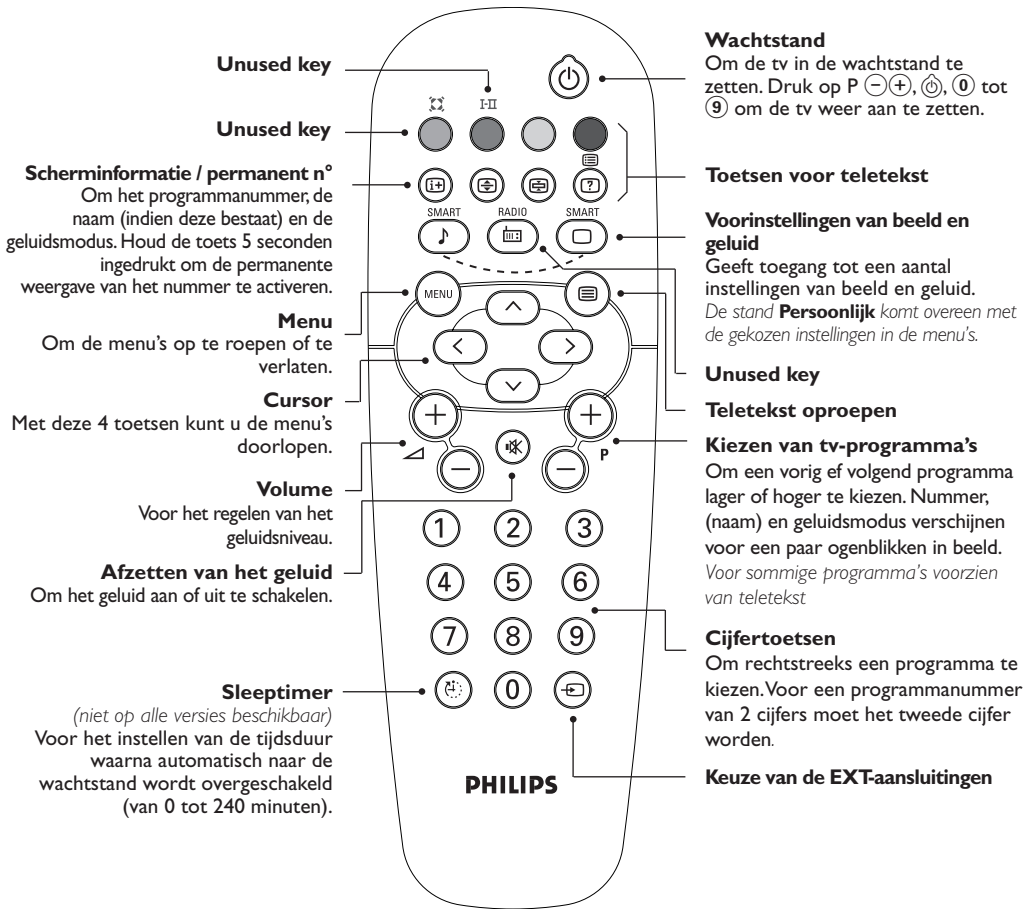 Unused key
Unused key
Scherminformatie / permanent n°
Om het programmanummer, de
naam (indien deze bestaat) en de
geluidsmodus. Houd de toets 5 seconden
ingedrukt om de permanente
weergave van het nummer te activeren.
Menu
Om de menu's op te roepen of te
verlaten.
Cursor
Met deze 4 toetsen kunt u de menu's
doorlopen.
Volume
Voor het regelen van het
geluidsniveau.
Afzetten van het geluid
Om het geluid aan of uit te schakelen.
Sleeptimer
(niet op alle versies beschikbaar)
Voor het instellen van de tijdsduur
waarna automatisch naar de
wachtstand wordt overgeschakeld
(van 0 tot 240 minuten).
I-II
i+
?
SMART
RADIO
SMART
MENU
P
1
2
3
4
5
6
7
8
9
0
PHILIPS
Wachtstand
Om de tv in de wachtstand te
zetten. Druk op P - +, , 0 tot
9 om de tv weer aan te zetten.
Toetsen voor teletekst
Voorinstellingen van beeld en
geluid
Geeft toegang tot een aantal
instellingen van beeld en geluid.
De stand Persoonlijk komt overeen met
de gekozen instellingen in de menu's.
Unused key
Teletekst oproepen
Kiezen van tv-programma's
Om een vorig ef volgend programma
lager of hoger te kiezen. Nummer,
(naam) en geluidsmodus verschijnen
voor een paar ogenblikken in beeld.
Voor sommige programma's voorzien
van teletekst
Cijfertoetsen
Om rechtstreeks een programma te
kiezen.Voor een programmanummer
van 2 cijfers moet het tweede cijfer
worden.
Keuze van de EXT-aansluitingen